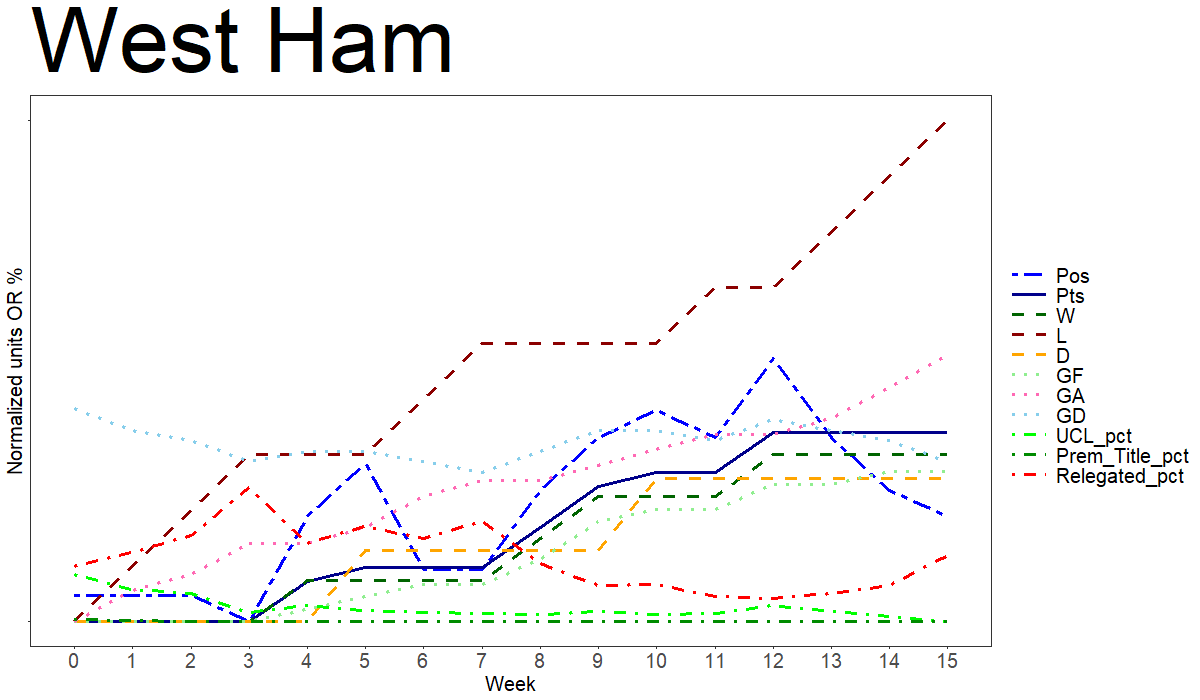 West Ham
Normalized units OR %
0 1 2 3 4 5 6 7 8 9 10 11 12 13 14 15
Week
Pos
Pts
W
L
D
GF
GA
GD
UCL_pct
Prem_Title_pct
Relegated_pct